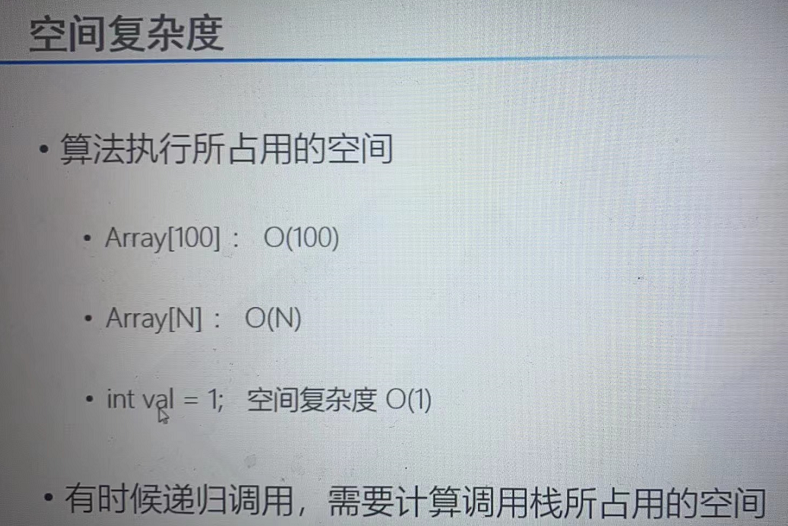 空间复杂度
• 算法执行所占用的空间
• Array[100] : O(100)
• Array[N] : O(N)
• int val = 1; 空间复杂度 O(1)
• 有时候递归调用，需要计算调用栈所占用的空间